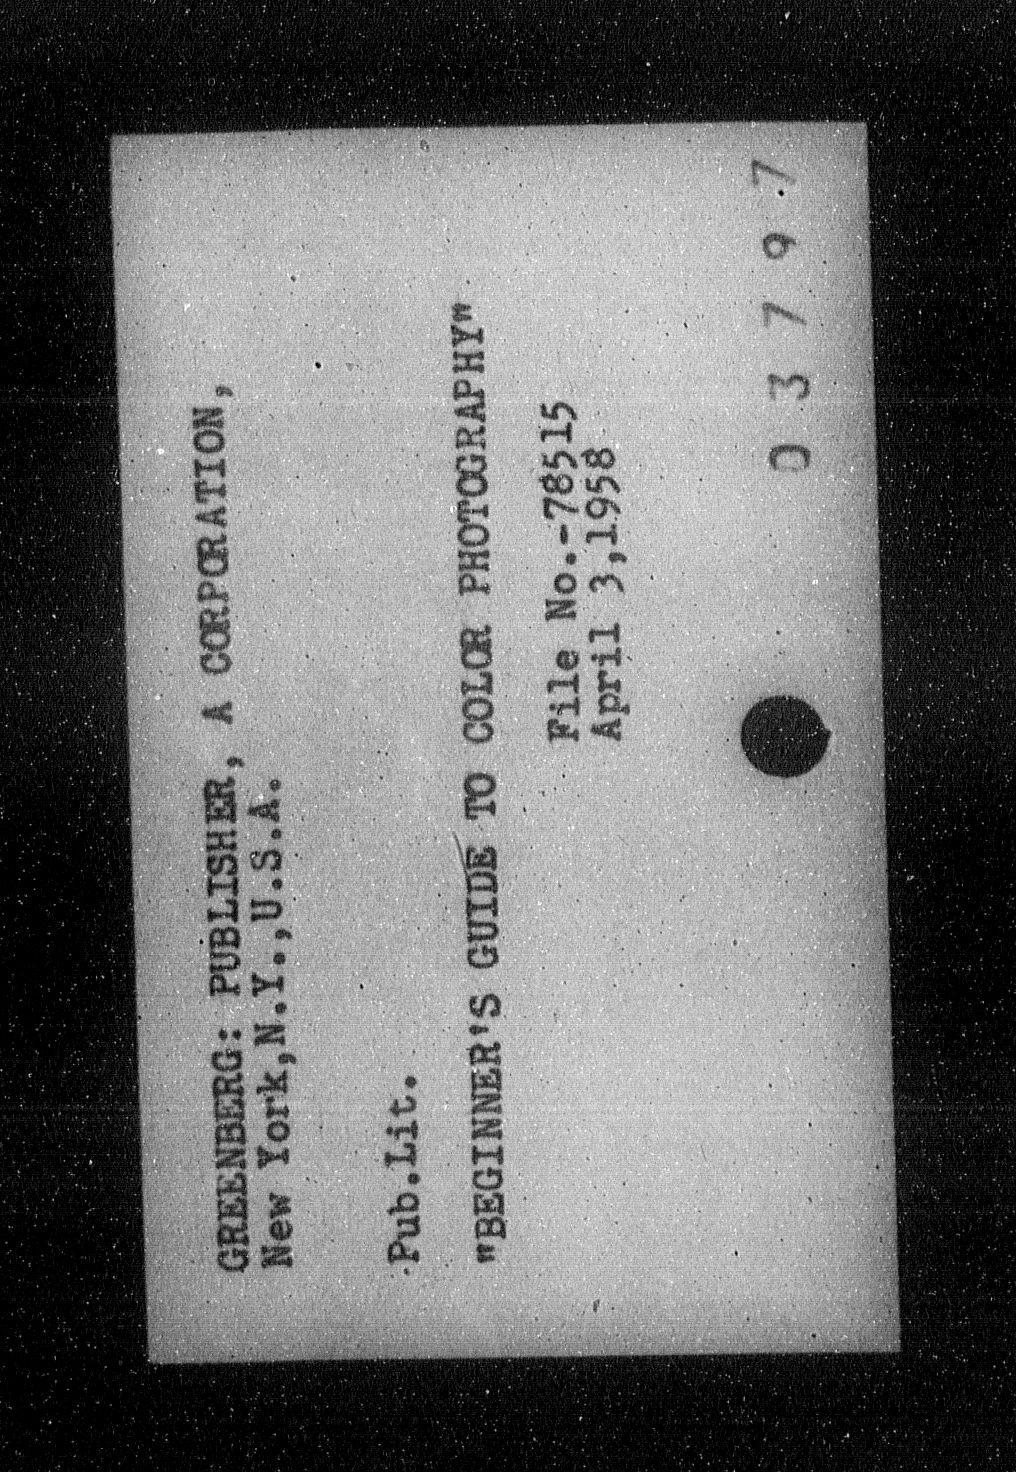 GREENBERG: PUBLISHER, A CORPORATION,
New York,N.Y.,U.S.A.
Pub.Lit.
"BEGINNER'S GUIDE TO COLOR PHOTOGRAPHY"
File No.-78515
April 3,1958
0 3 7 9 7